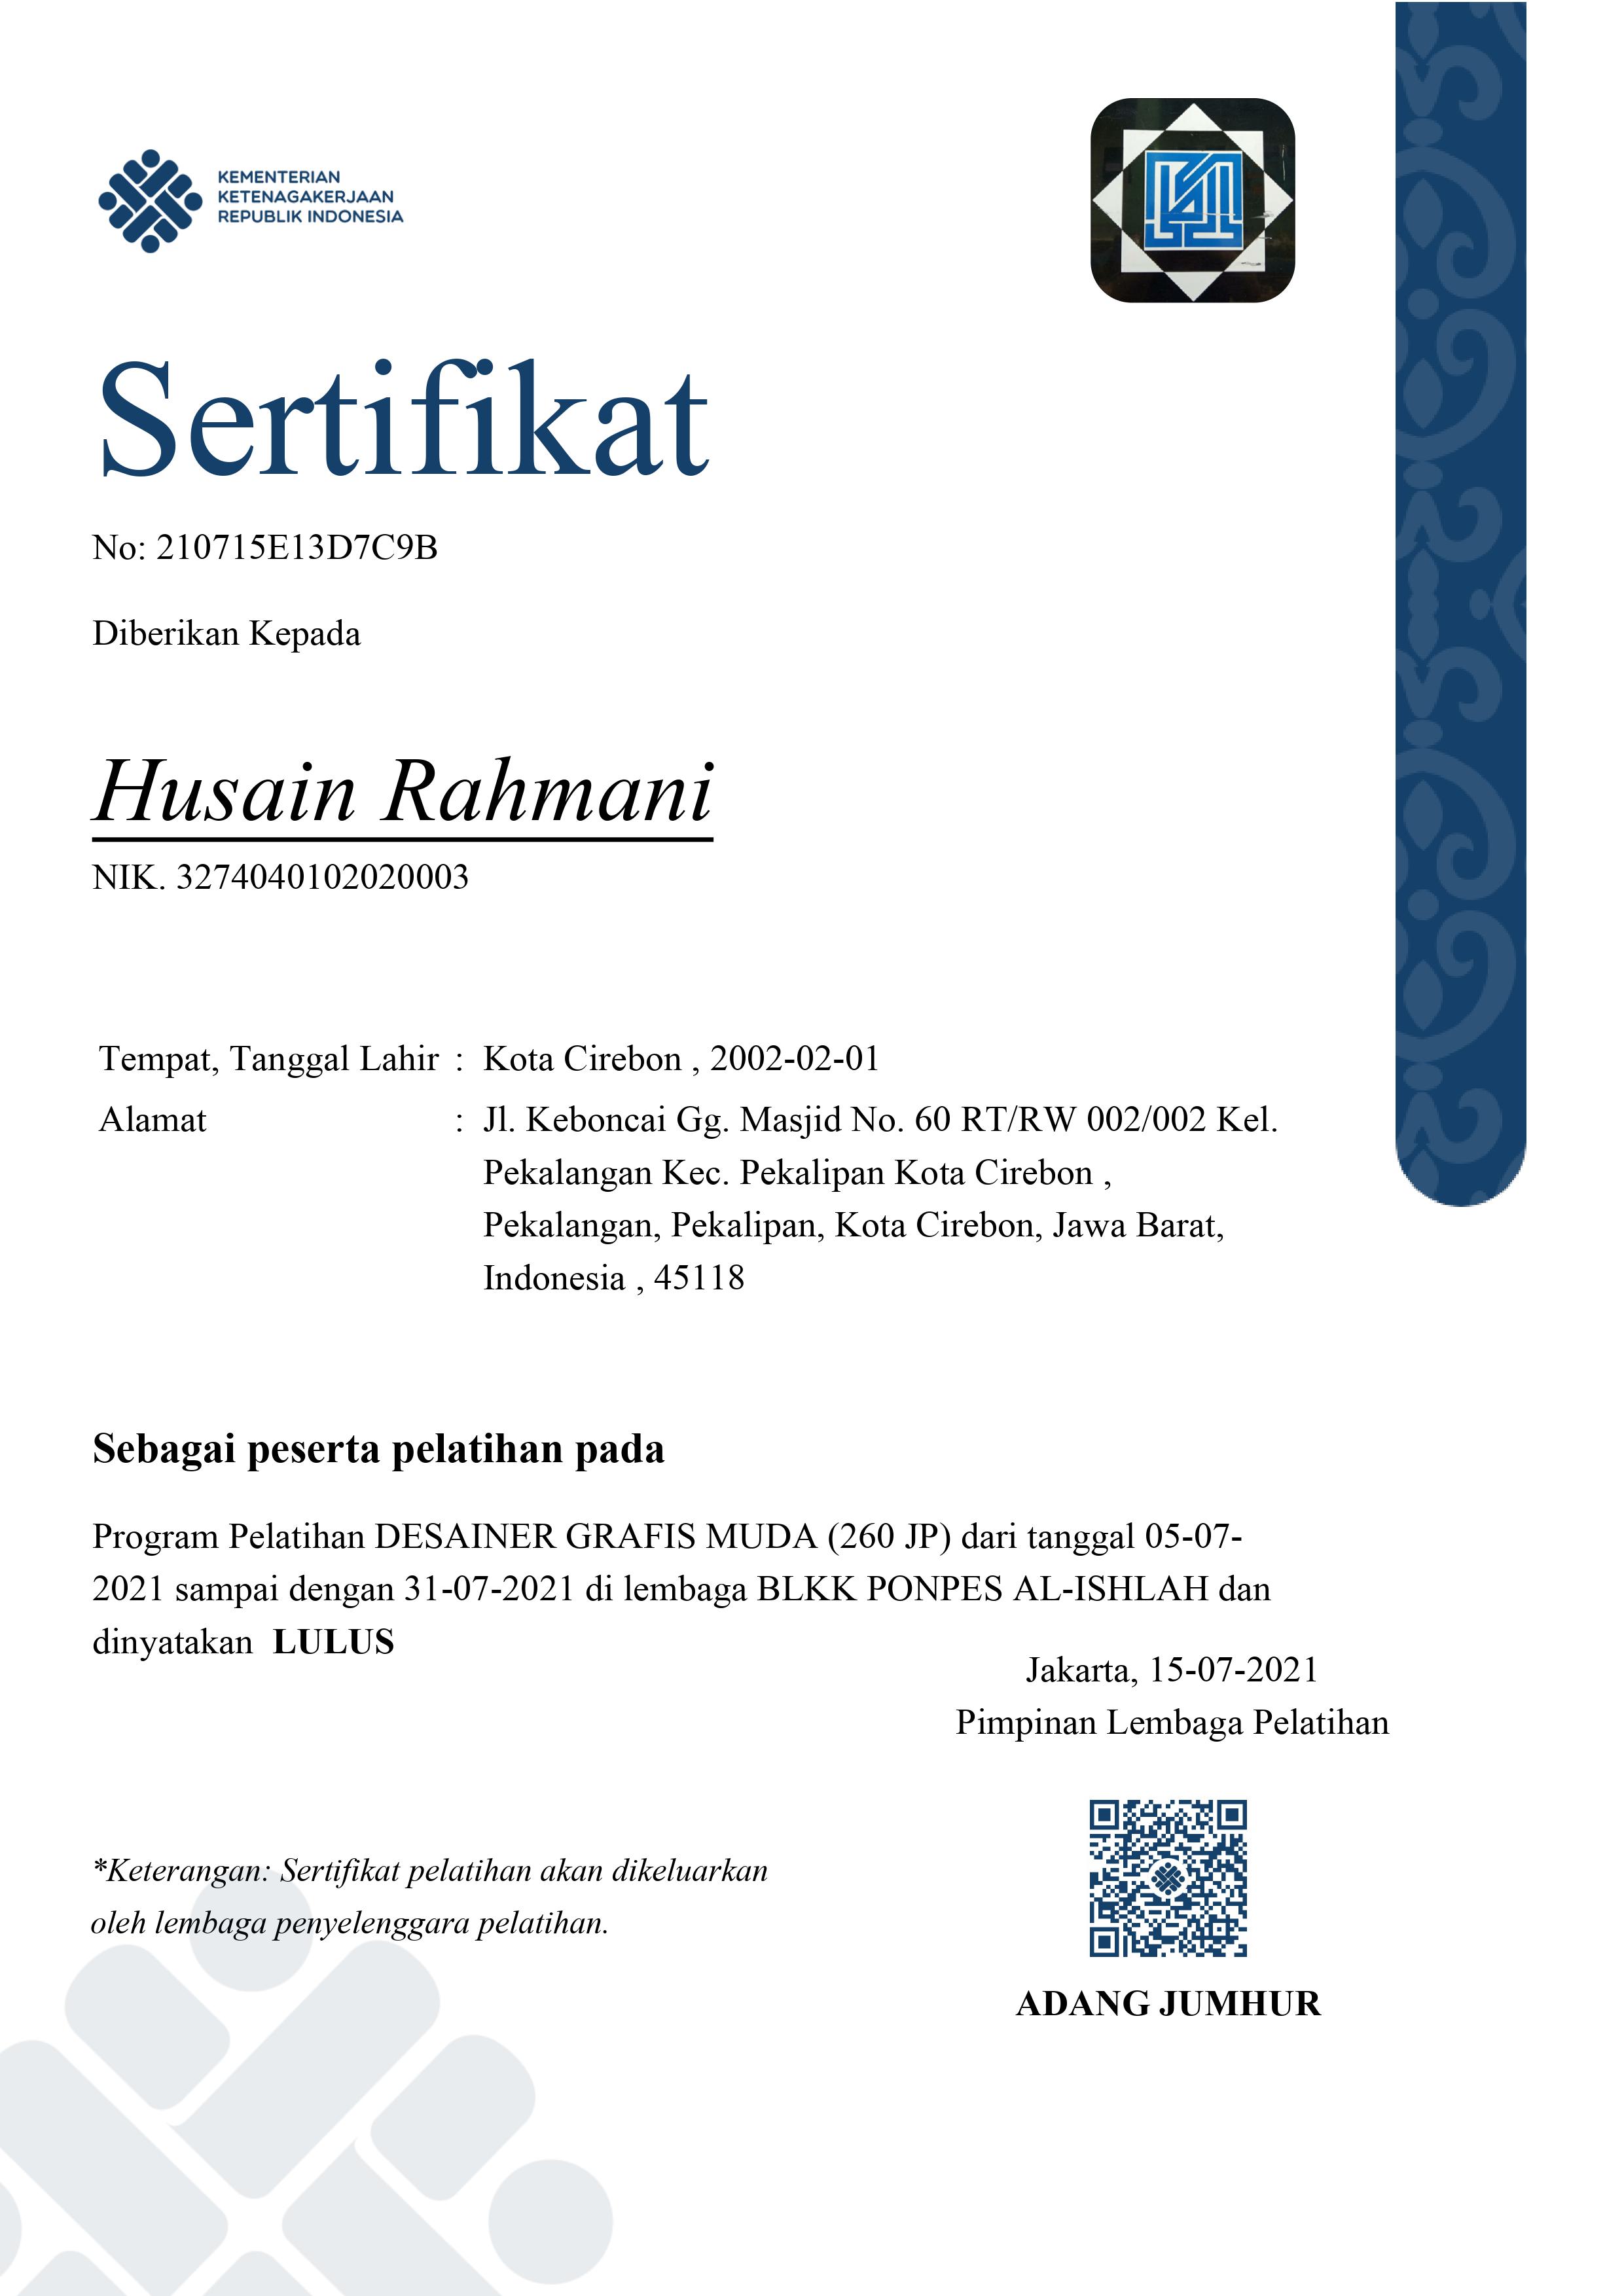 KEMENTERIAN
KETENAGAKERJAAN
REPUBLIK INDONESIA
Sertifikat
No: 210715E13D7C9B
Diberikan Kepada
Husain Rahmani
NIK. 3274040102020003
Tempat, Tanggal Lahir : Kota Cirebon , 2002-02-01
Alamat : Jl. Keboncai Gg. Masjid No. 60 RT/RW 002/002 Kel.
Pekalangan Kec. Pekalipan Kota Cirebon ,
Pekalangan, Pekalipan, Kota Cirebon, Jawa Barat,
Indonesia , 45118
Sebagai peserta pelatihan pada
Program Pelatihan DESAINER GRAFIS MUDA (260 JP) dari tanggal 05-07-
2021 sampai dengan 31-07-2021 di lembaga BLKK PONPES AL-ISHLAH dan
dinyatakan LULUS
Jakarta, 15-07-2021
Pimpinan Lembaga Pelatihan
*Keterangan: Sertifikat pelatihan akan dikeluarkan
oleh lembaga penyelenggara pelatihan.
ADANG JUMHUR